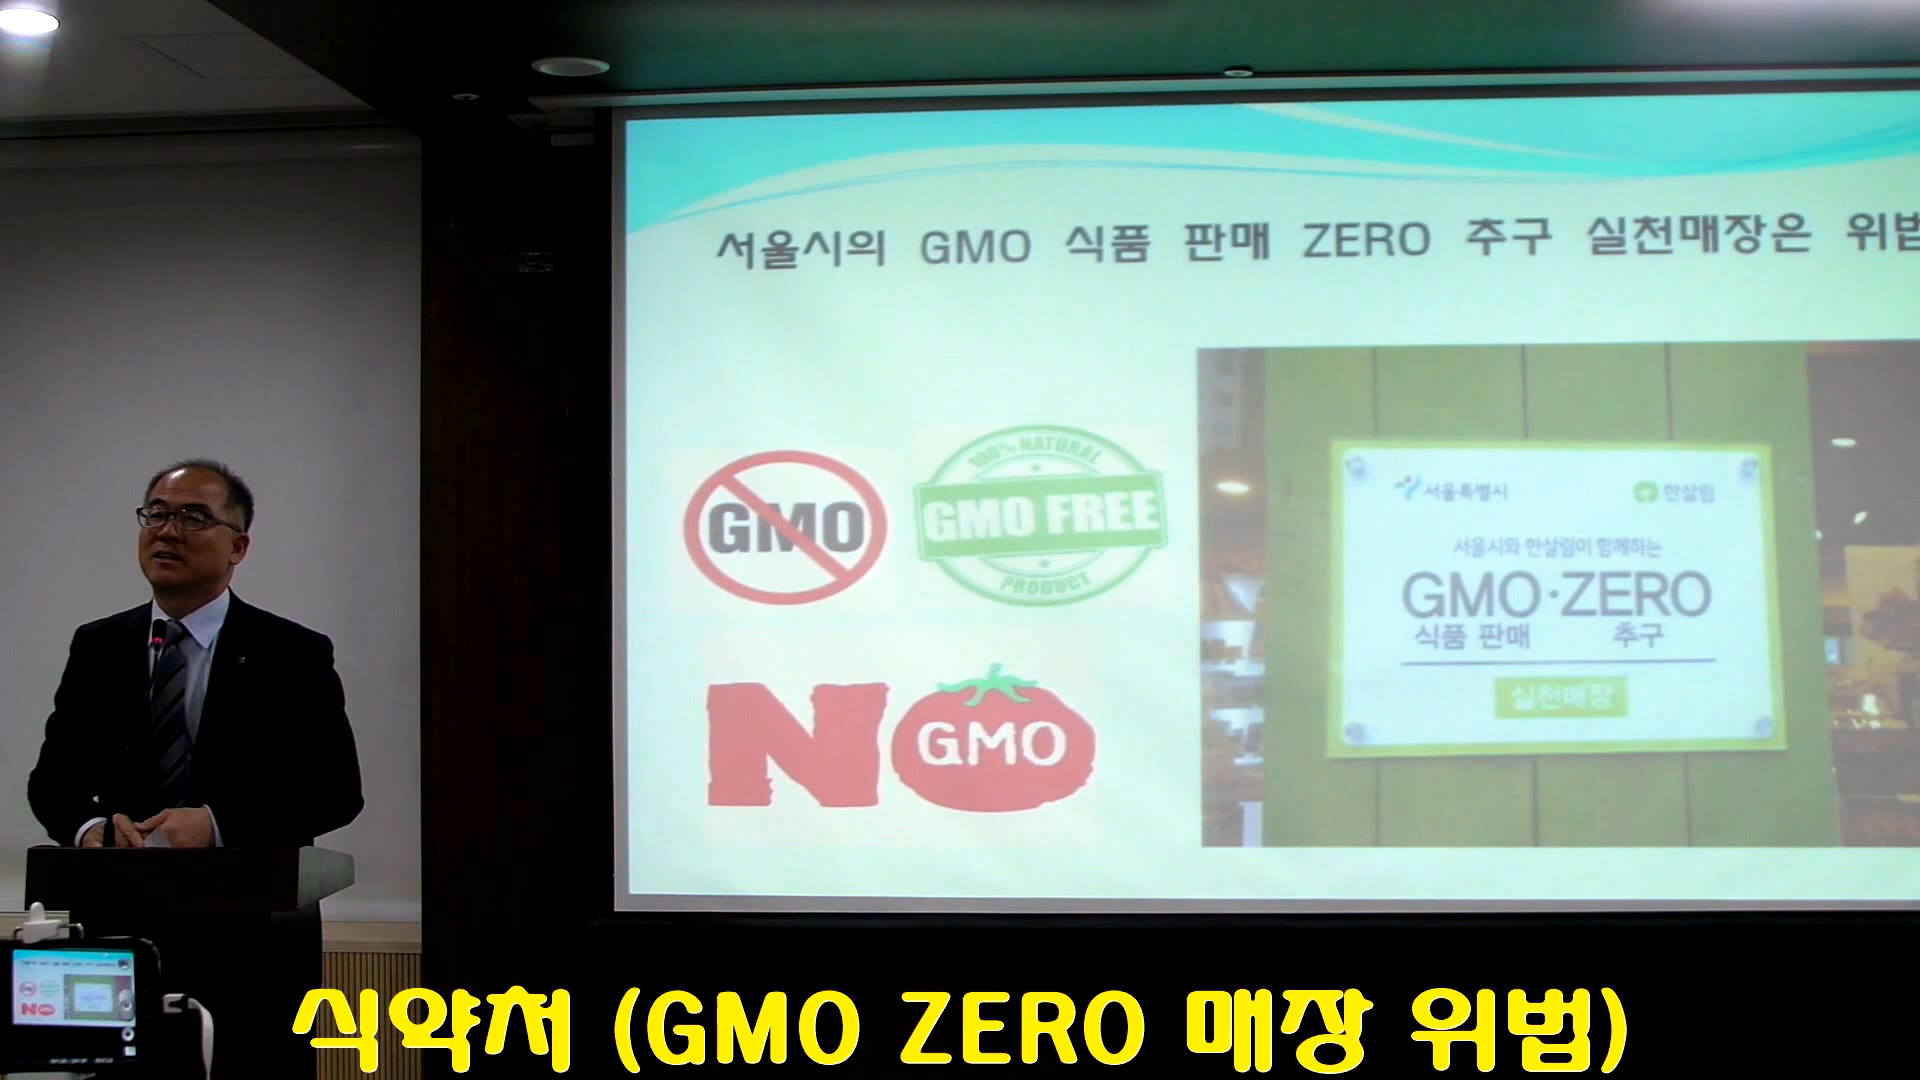 서울시의 GMO 식품 판매 ZERO 추구 실천매장은 위법
GMO
100% NATURAL
GMO FREE
PRODUCT
NO GMO
서울특별시 한살림
서울시와 한살림이 함께하는
GMO·ZERO
식품 판매 추구
실천매장
식약처 (GMO ZERO 매장 위법)